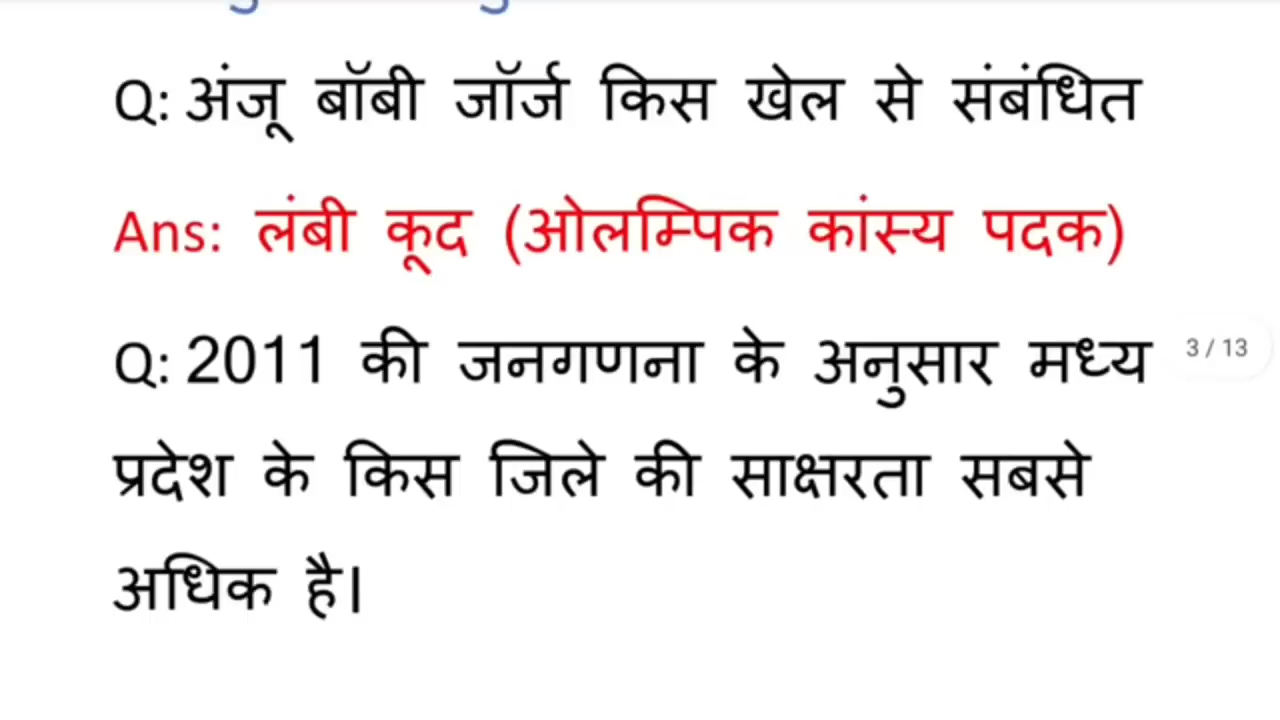 Q: अंजू बॉबी जॉर्ज किस खेल से संबंधित
Ans: लंबी कूद (ओलम्पिक कांस्य पदक)
Q: 2011 की जनगणना के अनुसार मध्य
3 / 13
प्रदेश के किस जिले की साक्षरता सबसे
अधिक है।